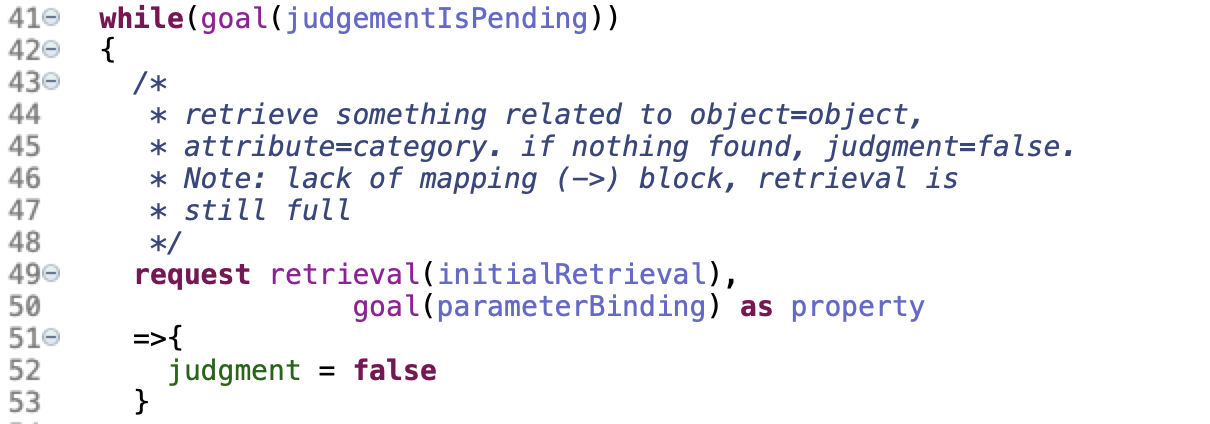 41 while(goal(judgementIsPending))
42 {
43   /*
44    * retrieve something related to object=object,
45    * attribute=category. if nothing found, judgment=false.
46    * Note: lack of mapping (->) block, retrieval is
47    * still full
48    */
49   request retrieval(initialRetrieval),
50                goal(parameterBinding) as property
51   =>{
52     judgment = false
53   }